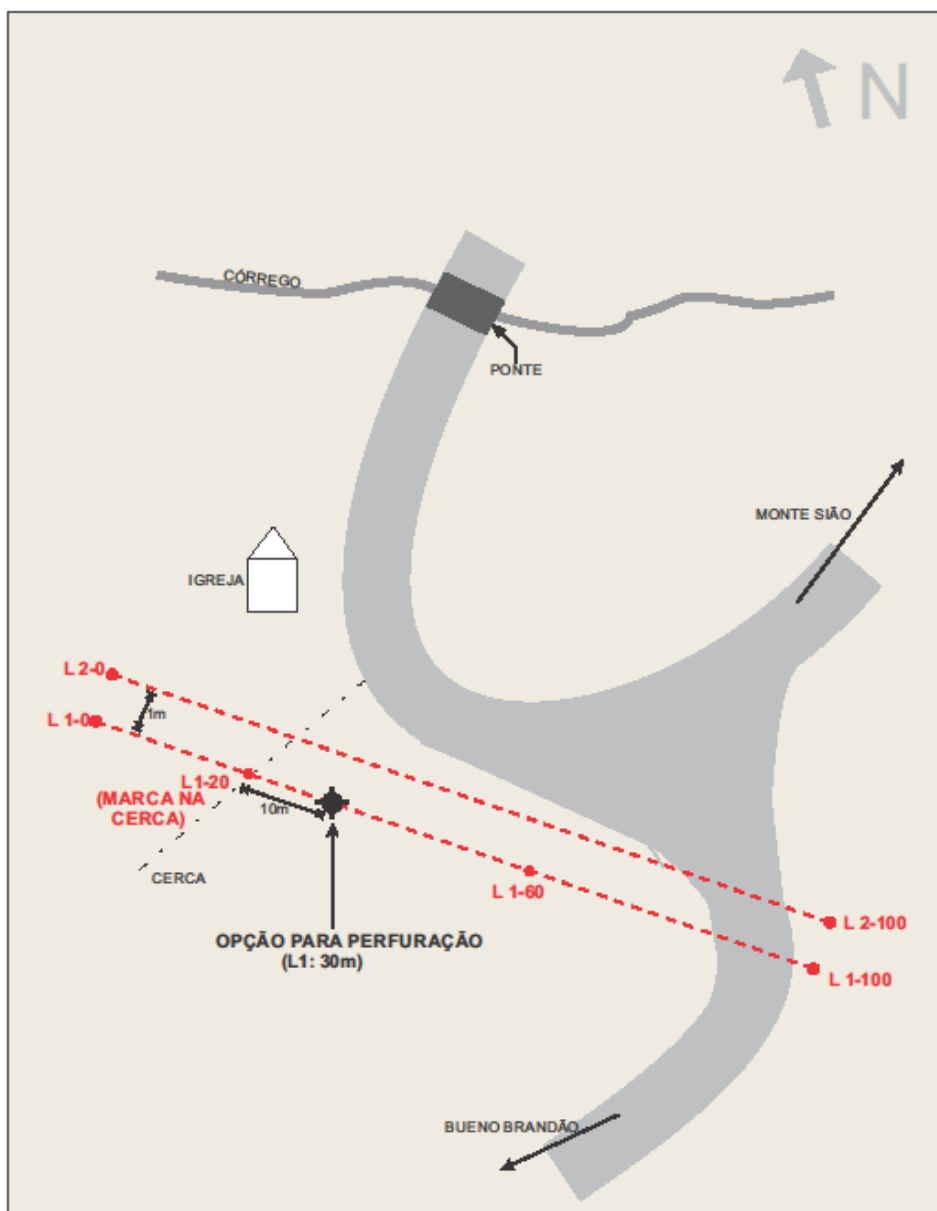 N
CÓRREGO
PONTE
MONTE SIÃO
IGREJA
L 2-0
L 1-0
1m
L1-20
(MARCA NA
CERCA)
10m
CERCA
L 1-60
OPÇÃO PARA PERFURAÇÃO
(L1: 30m)
L 2-100
L 1-100
BUENO BRANDÃO